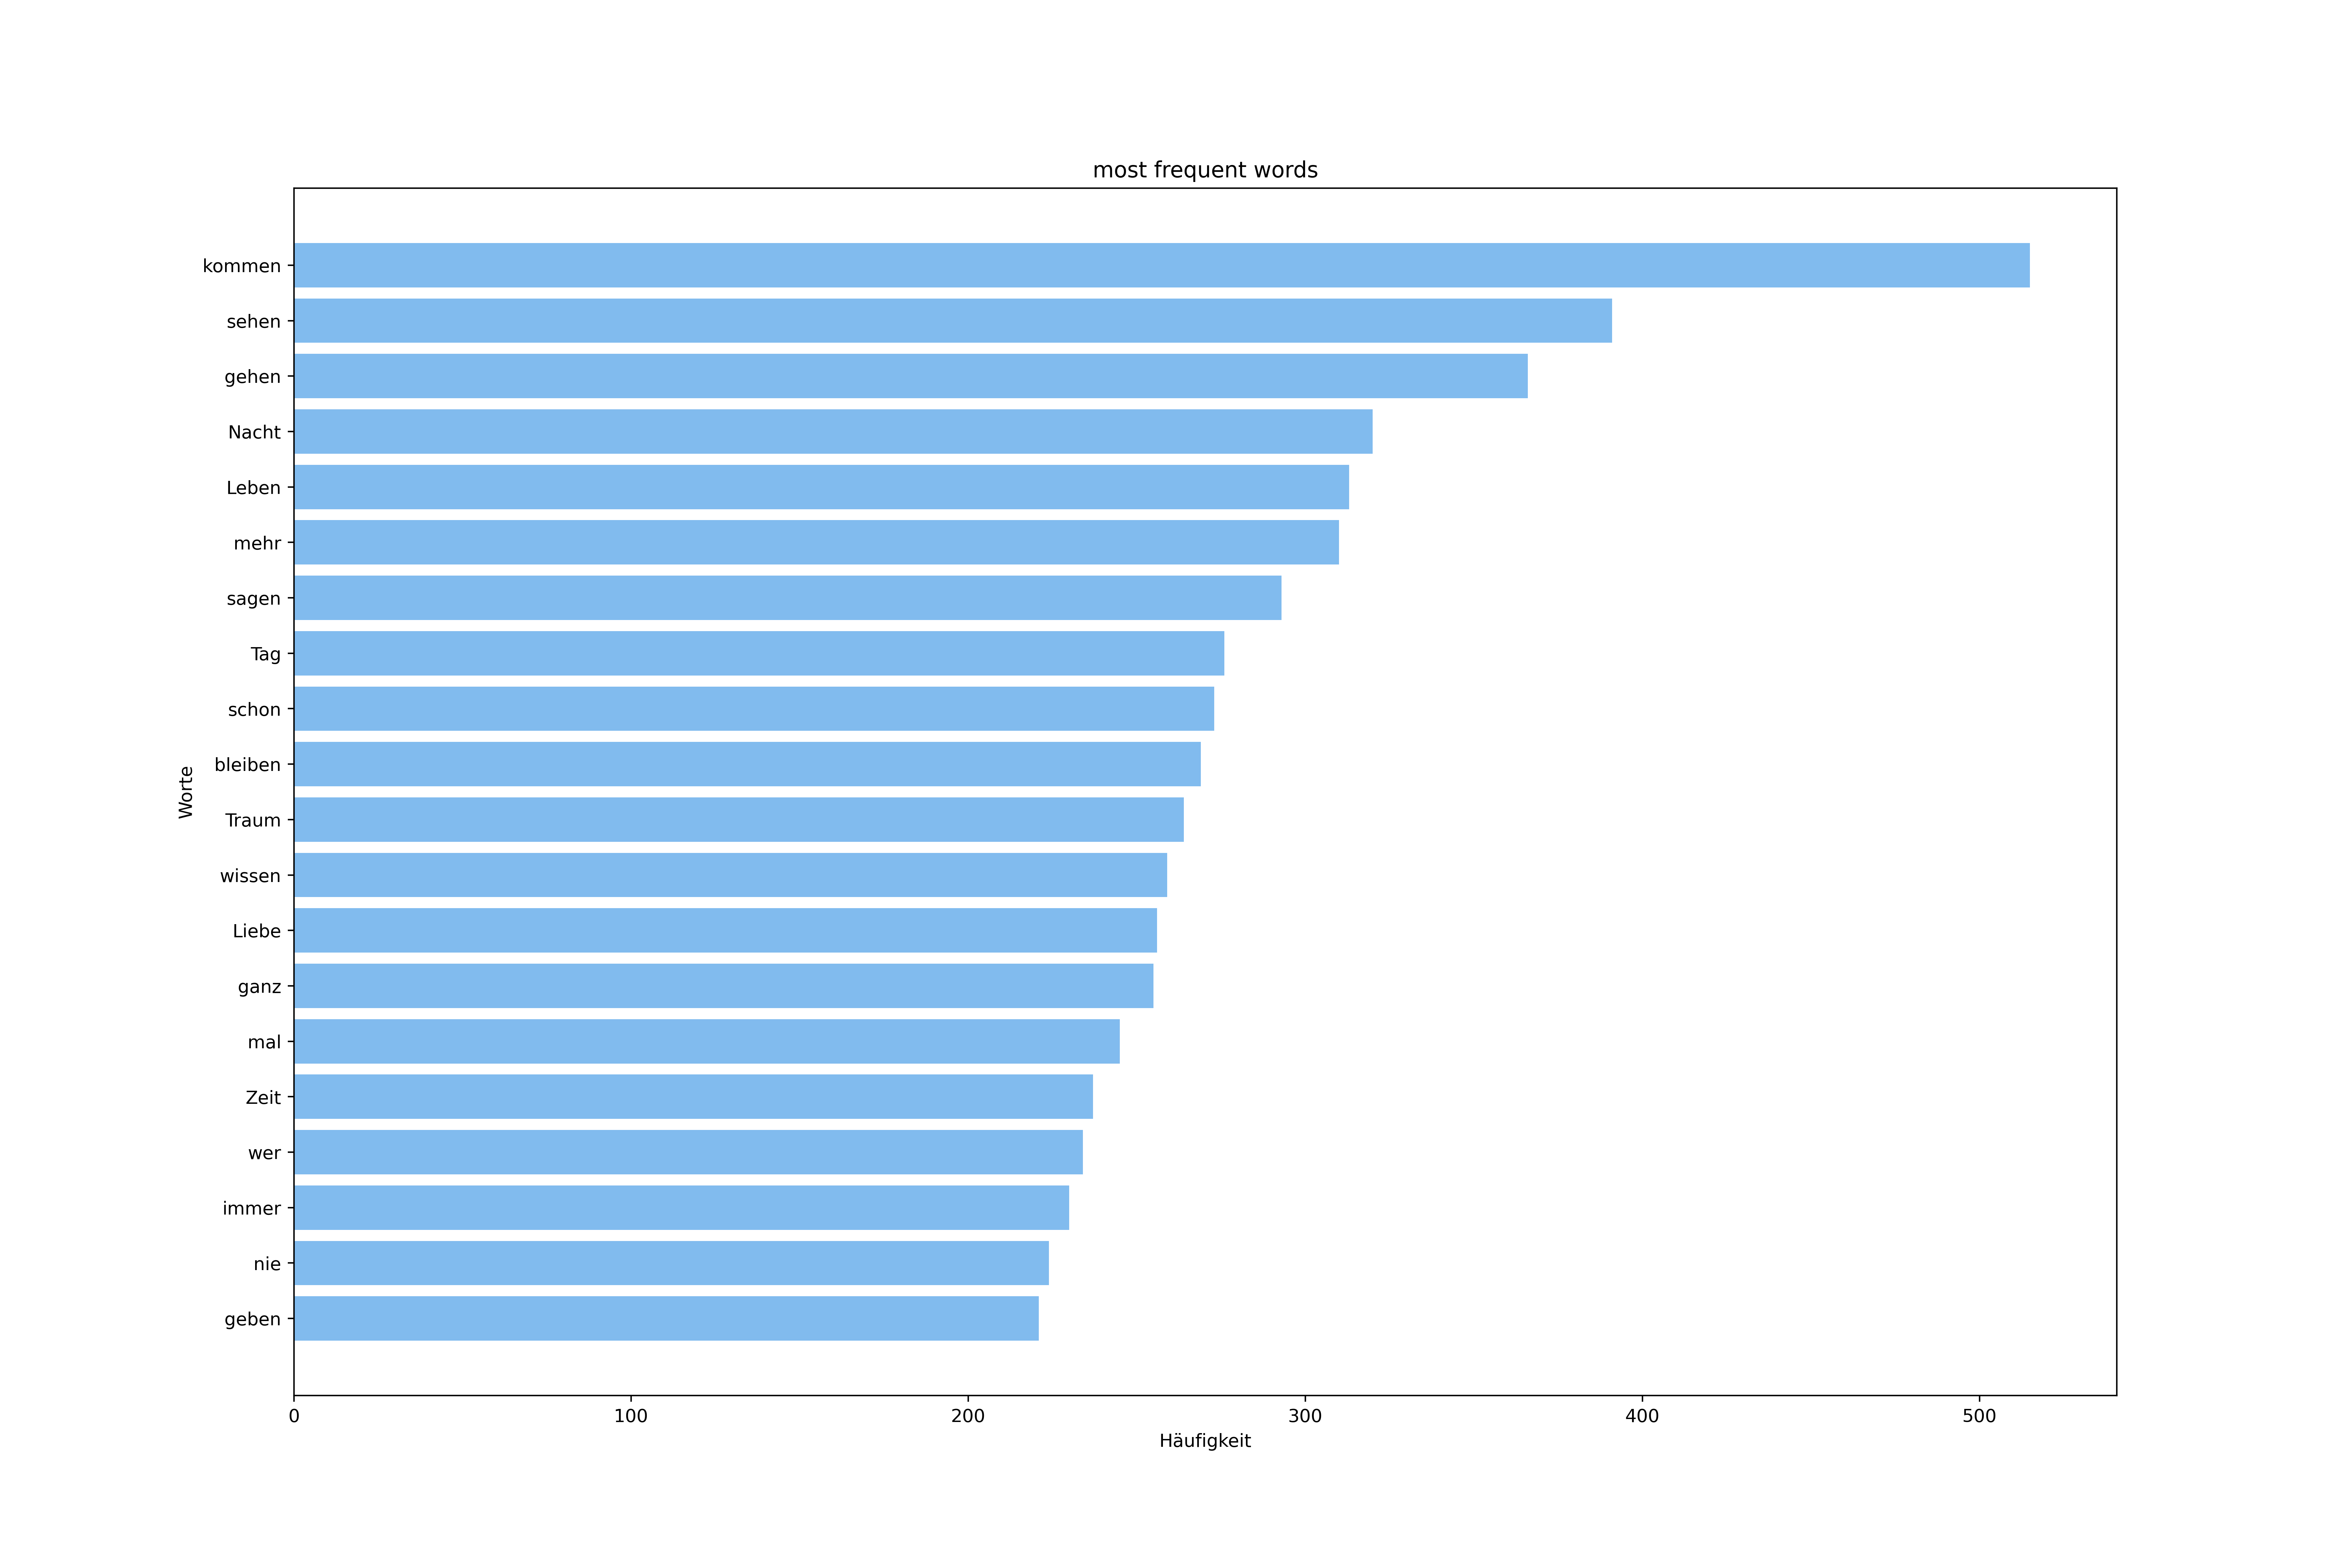 most frequent words
kommen
sehen
gehen
Nacht
Leben
mehr
sagen
Tag
schon
bleiben
Traum
wissen
Liebe
ganz
mal
Zeit
wer
immer
nie
geben
Worte
0 100 200 300 400 500
Häufigkeit